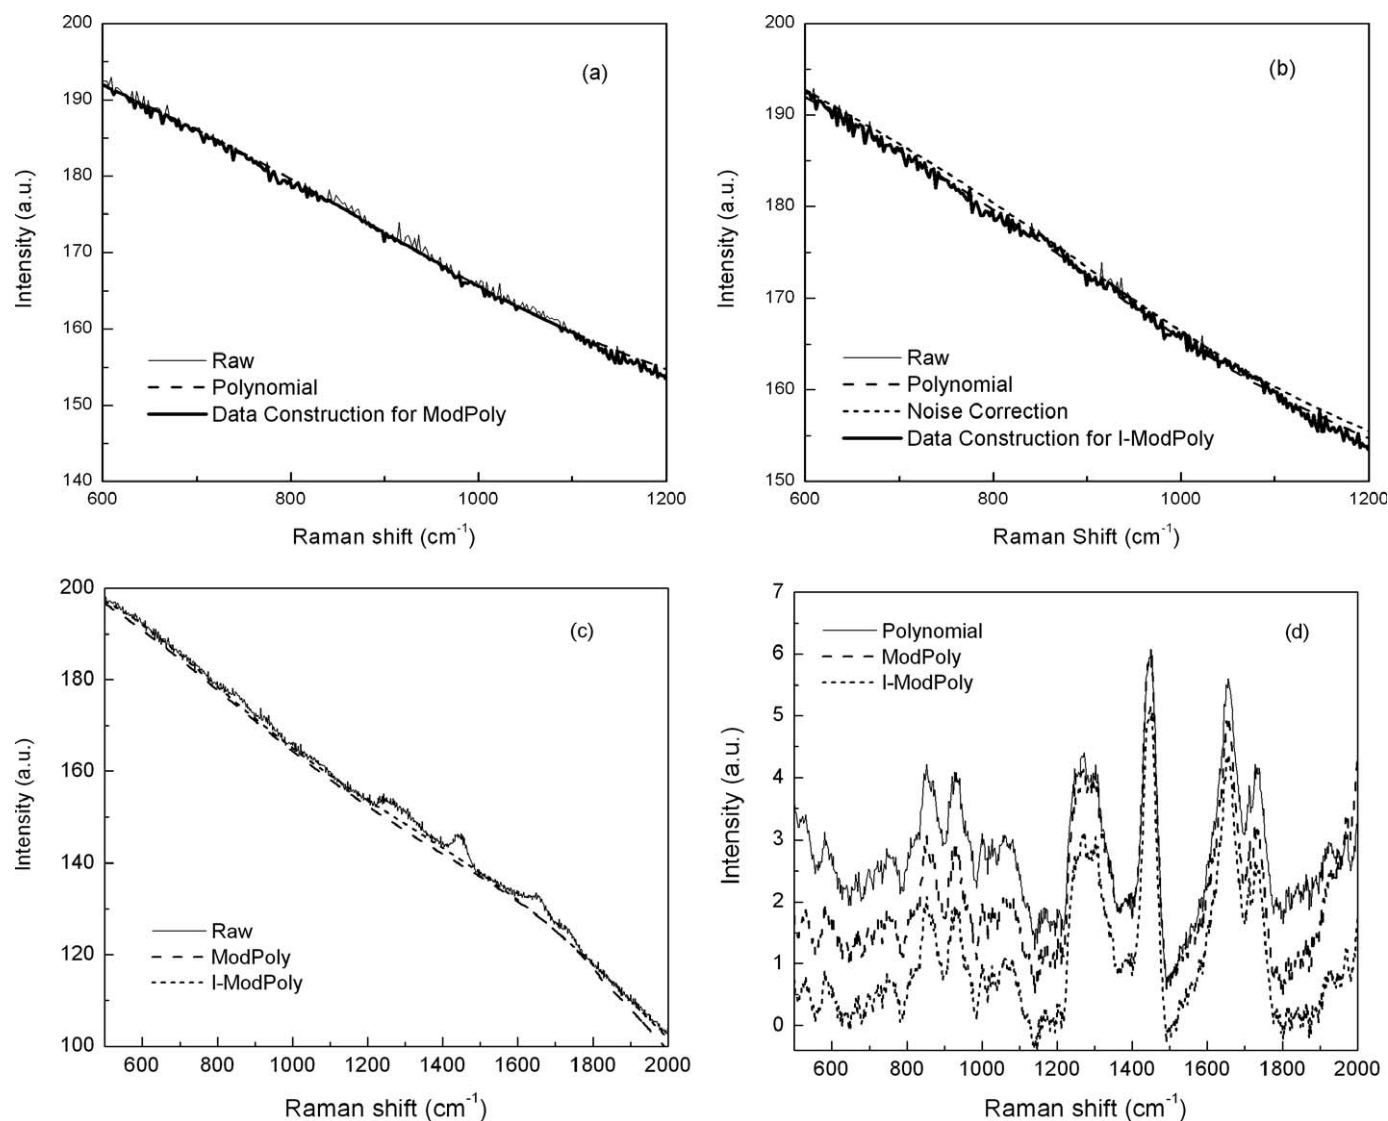 200
190
180
170
160
150
140
600
800
1000
1200
Intensity (a.u.)
Raman shift (cm⁻¹)
(a)
Raw
Polynomial
Data Construction for ModPoly
200
190
180
170
160
150
600
800
1000
1200
Intensity (a.u.)
Raman Shift (cm⁻¹)
(b)
Raw
Polynomial
Noise Correction
Data Construction for I-ModPoly
200
180
160
140
120
100
600
800
1000
1200
1400
1600
1800
2000
Intensity (a.u.)
Raman shift (cm⁻¹)
(c)
Raw
ModPoly
I-ModPoly
7
6
5
4
3
2
1
0
600
800
1000
1200
1400
1600
1800
2000
Intensity (a.u.)
Raman shift (cm⁻¹)
(d)
Polynomial
ModPoly
I-ModPoly